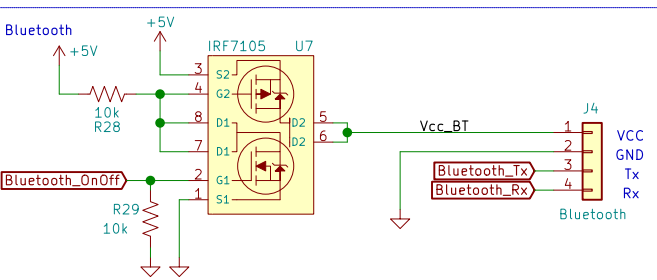 Bluetooth
+5V
+5V
IRF7105
U7
3
S2
4
G2
8
D1
7
D1
2
G1
1
S1
D2
5
D2
6
10k
R28
Bluetooth_OnOff
R29
10k
Vcc_BT
J4
1
VCC
2
GND
Bluetooth_Tx
3
Tx
Bluetooth_Rx
4
Rx
Bluetooth